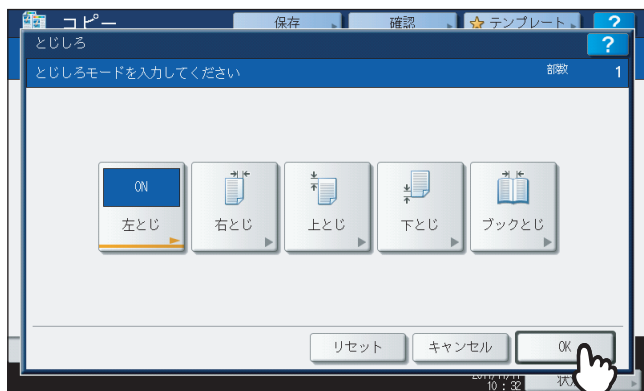 コピー 保存 確認 テンプレート ?
とじしろ ?
とじしろモードを入力してください 部数 1
ON
左とじ 右とじ 上とじ 下とじ ブックとじ
リセット キャンセル OK
10:32